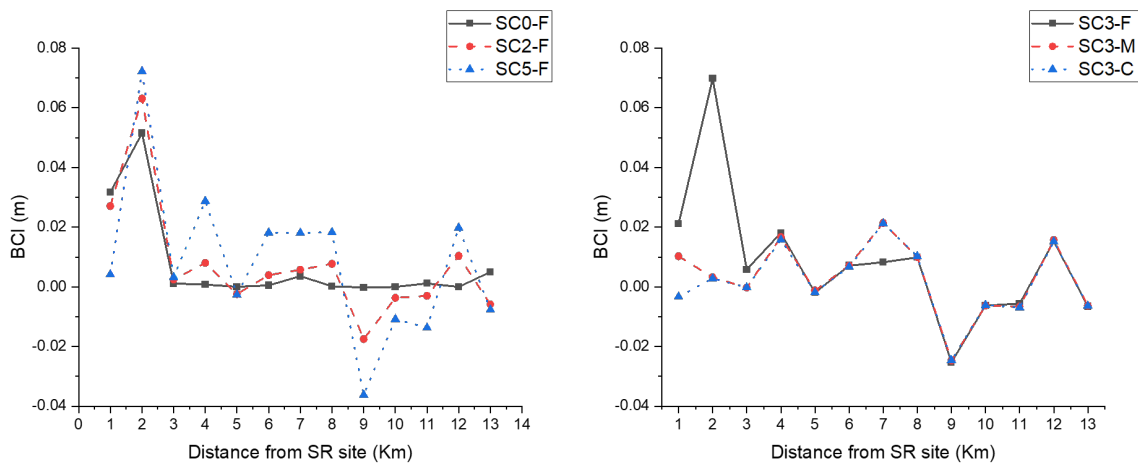 SC0-F
SC2-F
SC5-F
0.08
0.06
0.04
0.02
0.00
-0.02
-0.04
BCI (m)
0 1 2 3 4 5 6 7 8 9 10 11 12 13 14
Distance from SR site (Km)
SC3-F
SC3-M
SC3-C
0.08
0.06
0.04
0.02
0.00
-0.02
-0.04
BCI (m)
1 2 3 4 5 6 7 8 9 10 11 12 13
Distance from SR site (Km)